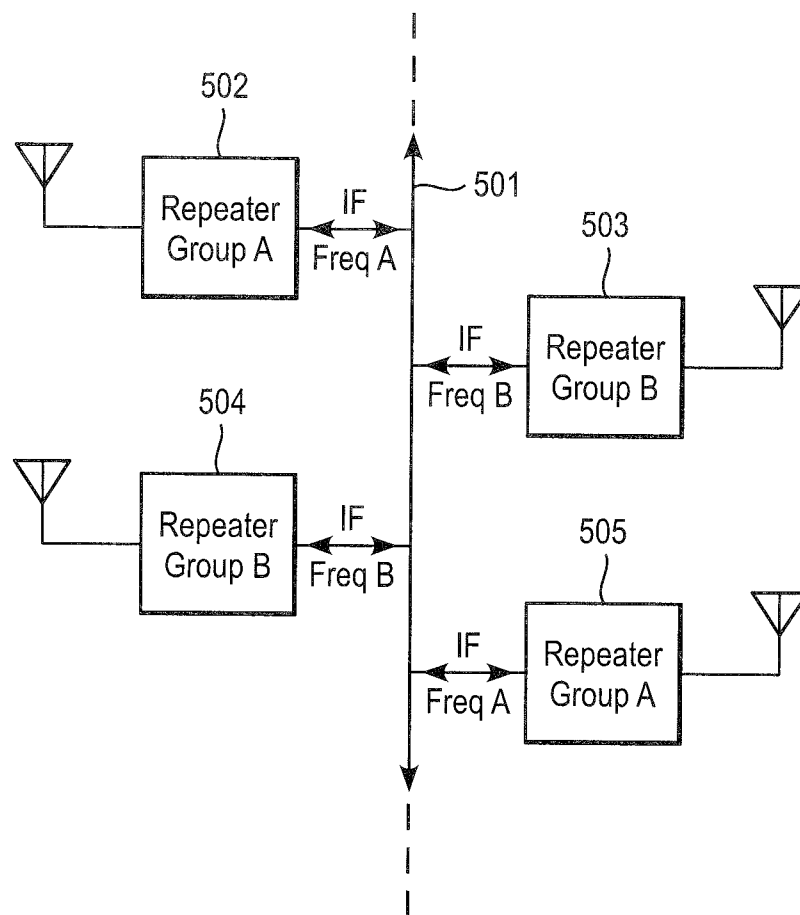 502
501
Repeater
Group A
IF
Freq A
503
IF
Freq B
Repeater
Group B
504
Repeater
Group B
IF
Freq B
505
IF
Freq A
Repeater
Group A